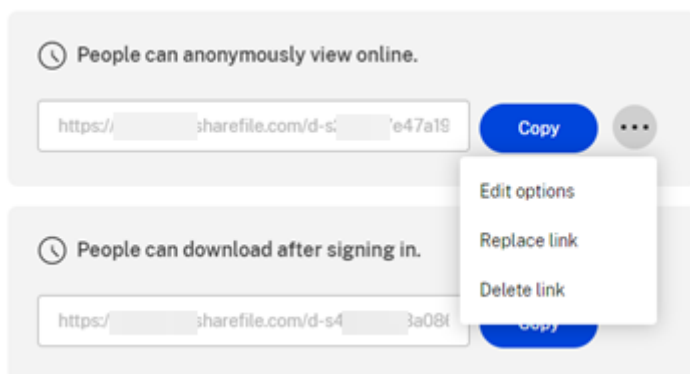 People can anonymously view online.
https:/ sharefile.com/d-s 'e47a19
Copy
Edit options
Replace link
Delete link
People can download after signing in.
https:/ sharefile.com/d-s4 3a08
Copy